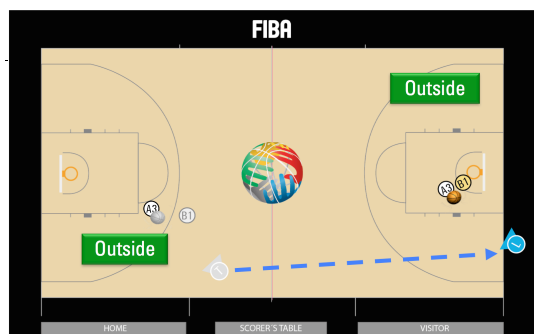 FIBA
Outside
A3
B1
A3
B1
Outside
HOME
SCORER'S TABLE
VISITOR